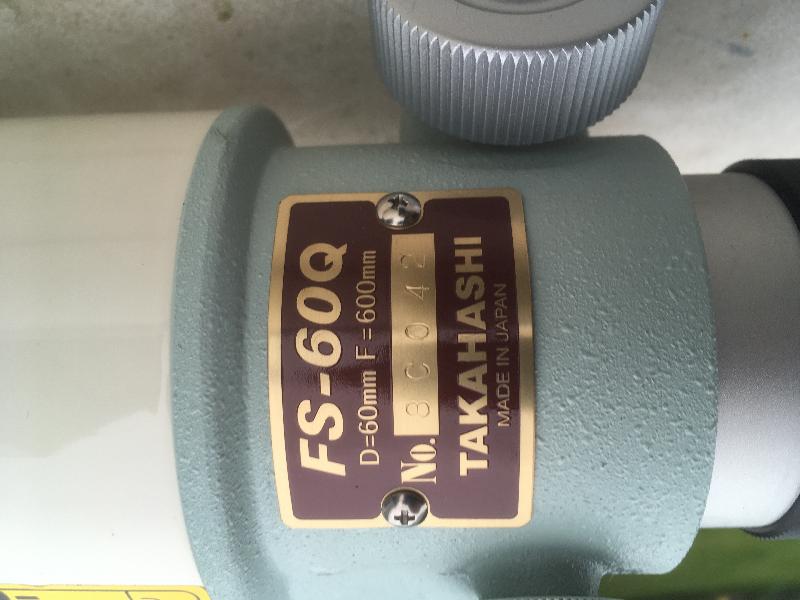 FS-60Q
D=60mm F=600mm
No. 8C042
TAKAHASHI
MADE IN JAPAN